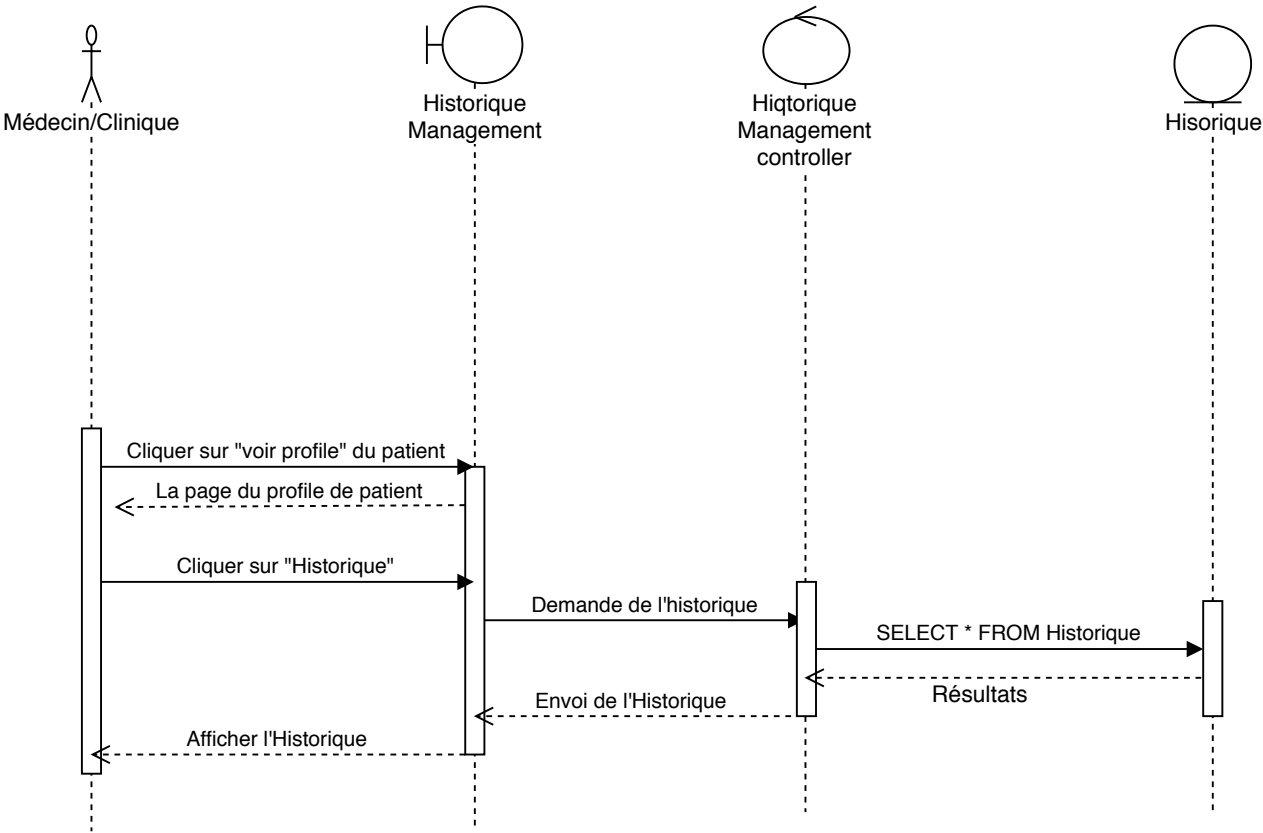 Médecin/Clinique
Historique
Management
Hiqtorique
Management
controller
Hisorique
Cliquer sur "voir profile" du patient
La page du profile de patient
Cliquer sur "Historique"
Demande de l'historique
SELECT * FROM Historique
Résultats
Envoi de l'Historique
Afficher l'Historique